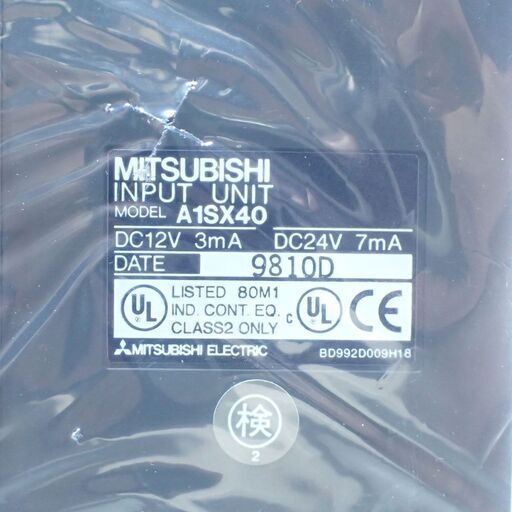 MITSUBISHI
INPUT UNIT
MODEL A1SX40
DC12V 3mA DC24V 7mA
DATE 9810D
UL LISTED 80M1 c UL CE
IND. CONT. EQ.
CLASS2 ONLY
MITSUBISHI ELECTRIC BD992D009H18
検
2